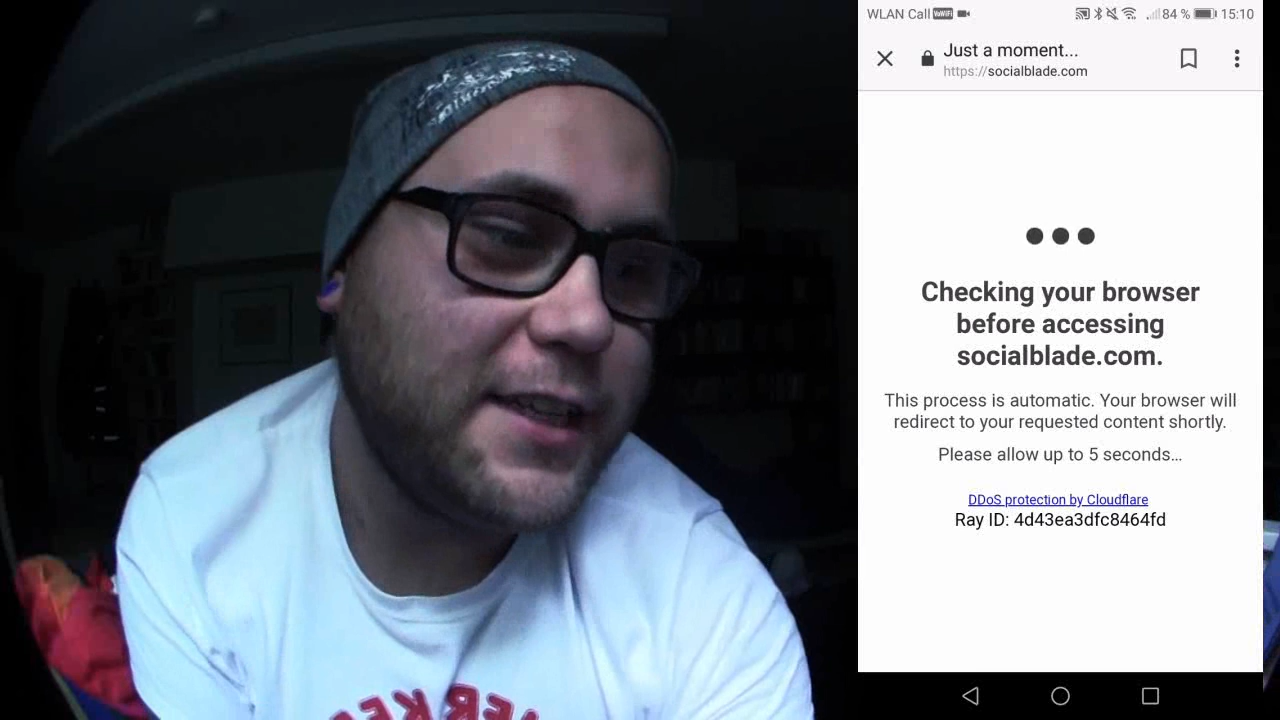 WLAN Call VoWiFi 84 % 15:10
Just a moment...
https://socialblade.com
Checking your browser
before accessing
socialblade.com.
This process is automatic. Your browser will
redirect to your requested content shortly.
Please allow up to 5 seconds…
DDoS protection by Cloudflare
Ray ID: 4d43ea3dfc8464fd